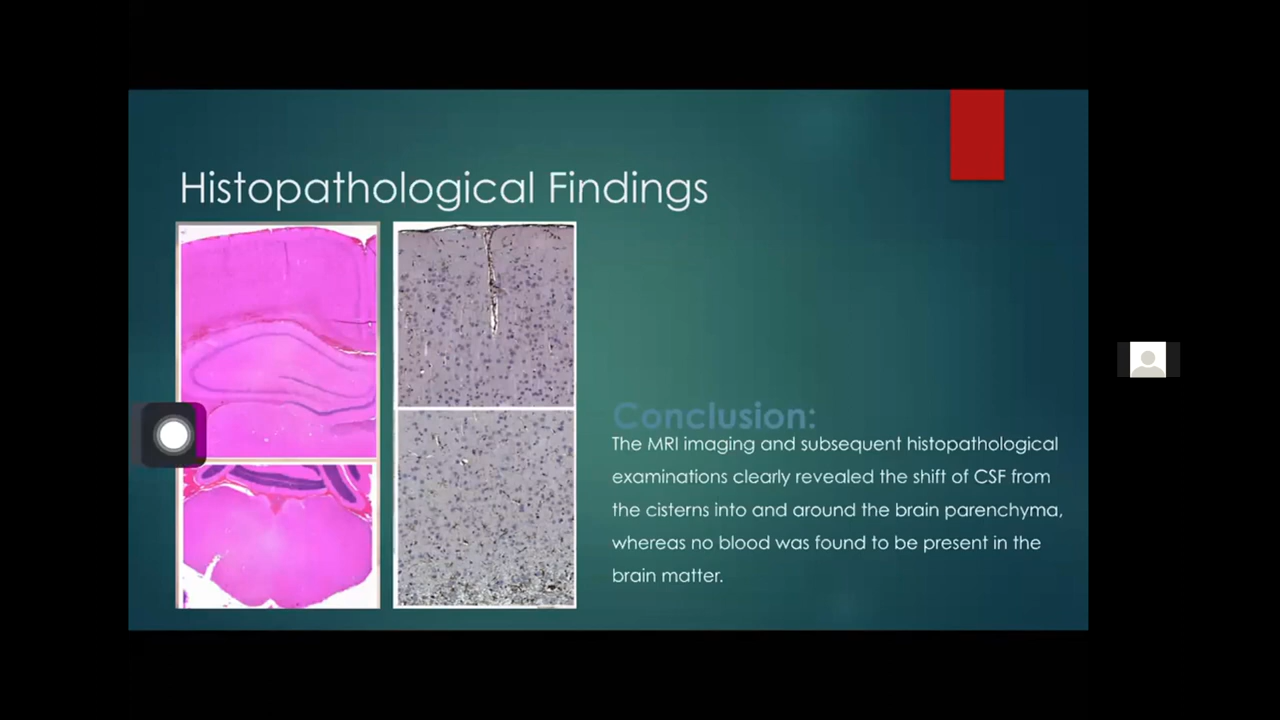 Histopathological Findings
Conclusion:
The MRI imaging and subsequent histopathological
examinations clearly revealed the shift of CSF from
the cisterns into and around the brain parenchyma,
whereas no blood was found to be present in the
brain matter.